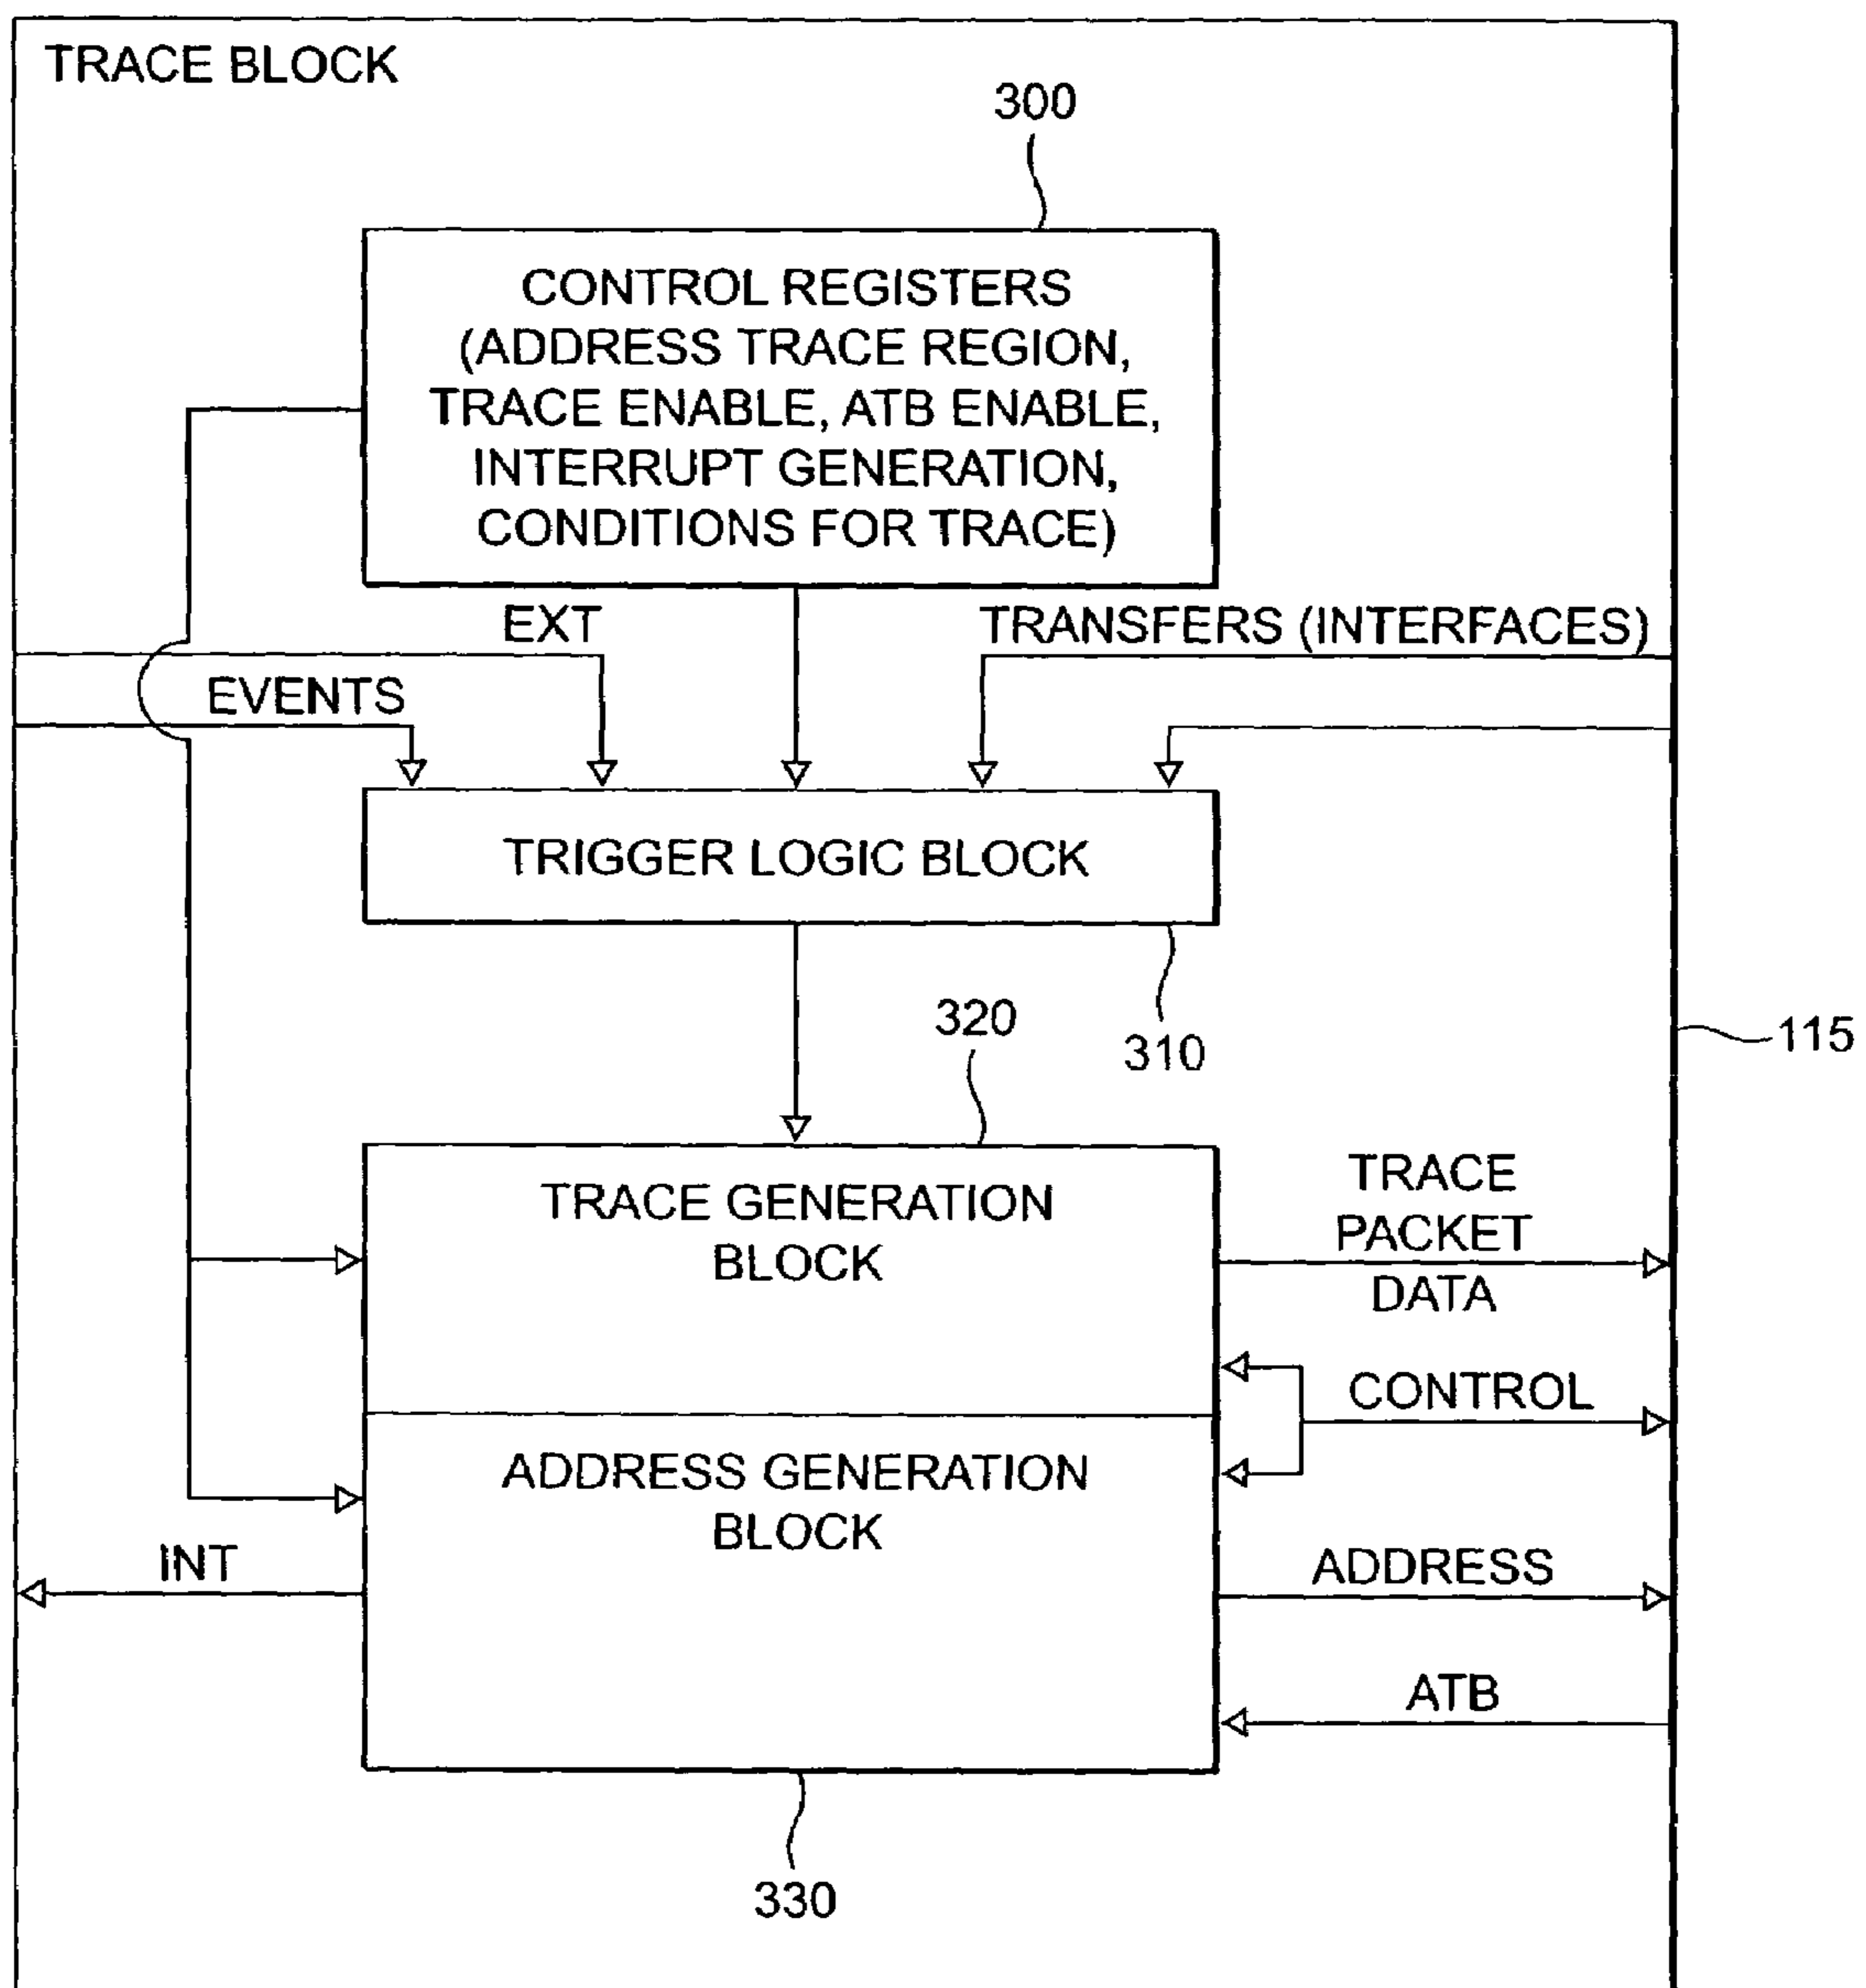 TRACE BLOCK
300
CONTROL REGISTERS
(ADDRESS TRACE REGION,
TRACE ENABLE, ATB ENABLE,
INTERRUPT GENERATION,
CONDITIONS FOR TRACE)
EXT
TRANSFERS (INTERFACES)
EVENTS
TRIGGER LOGIC BLOCK
310
320
115
TRACE GENERATION
BLOCK
TRACE
PACKET
DATA
CONTROL
ADDRESS GENERATION
BLOCK
INT
ADDRESS
ATB
330